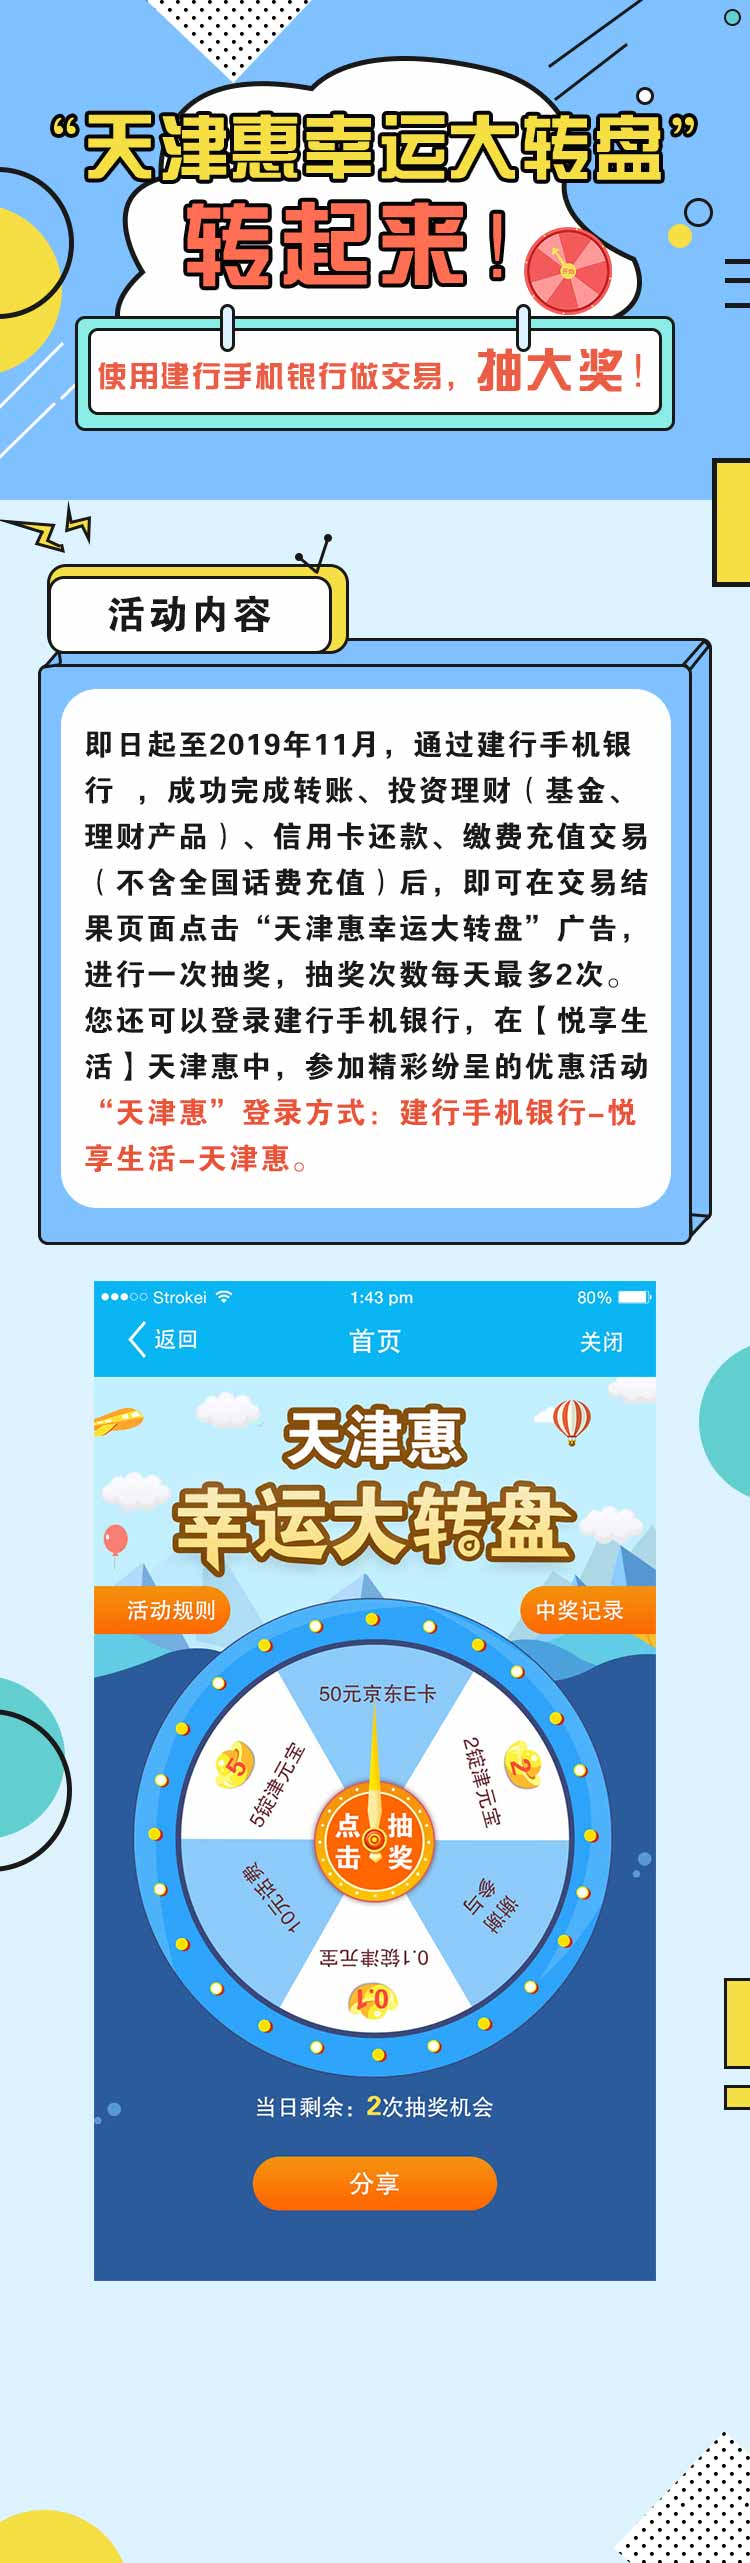 “天津惠幸运大转盘”
转起来！
开始
使用建行手机银行做交易，抽大奖！
活动内容
即日起至2019年11月，通过建行手机银
行 ，成功完成转账、投资理财（基金、
理财产品）、信用卡还款、缴费充值交易
（不含全国话费充值）后，即可在交易结
果页面点击“天津惠幸运大转盘”广告，
进行一次抽奖，抽奖次数每天最多2次。
您还可以登录建行手机银行，在【悦享生
活】天津惠中，参加精彩纷呈的优惠活动
“天津惠”登录方式：建行手机银行-悦
享生活-天津惠。
Strokei 1:43 pm 80%
返回 首页 关闭
天津惠
幸运大转盘
活动规则 中奖记录
50元京东E卡
5 5锭津元宝
2锭津元宝 2
点击 抽奖
10元话费
谢谢参与
0.1锭津元宝
0.1
当日剩余：2次抽奖机会
分享